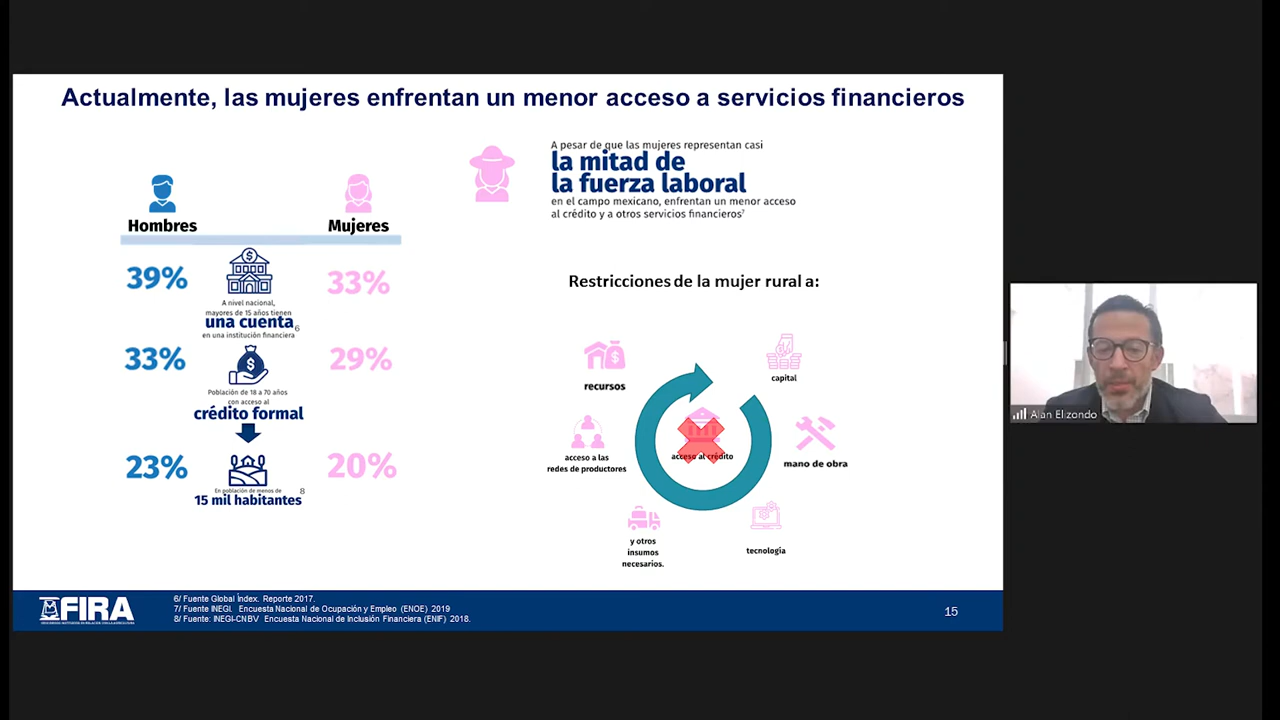 Actualmente, las mujeres enfrentan un menor acceso a servicios financieros
A pesar de que las mujeres representan casi
la mitad de
la fuerza laboral
en el campo mexicano, enfrentan un menor acceso
al crédito y a otros servicios financieros7
Hombres
Mujeres
39%
33%
A nivel nacional,
mayores de 15 años tienen
una cuenta 6
en una institución financiera
33%
29%
Población de 18 a 70 años
con acceso al
crédito formal
23%
20%
En población de menos de
15 mil habitantes 8
Restricciones de la mujer rural a:
recursos
capital
acceso a las
redes de productores
acceso al crédito
mano de obra
y otros
insumos
necesarios.
tecnología
Alan Elizondo
FIRA
6/ Fuente Global Index. Reporte 2017.
7/ Fuente INEGI. Encuesta Nacional de Ocupación y Empleo (ENOE) 2019
8/ Fuente: INEGI-CNBV Encuesta Nacional de Inclusión Financiera (ENIF) 2018.
15